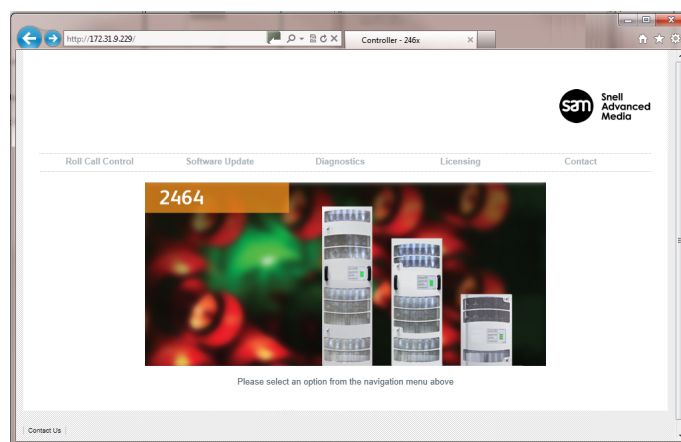 http://172.31.9.229/
Controller - 246x
sam
Snell
Advanced
Media
Roll Call Control Software Update Diagnostics Licensing Contact
2464
Please select an option from the navigation menu above
Contact Us